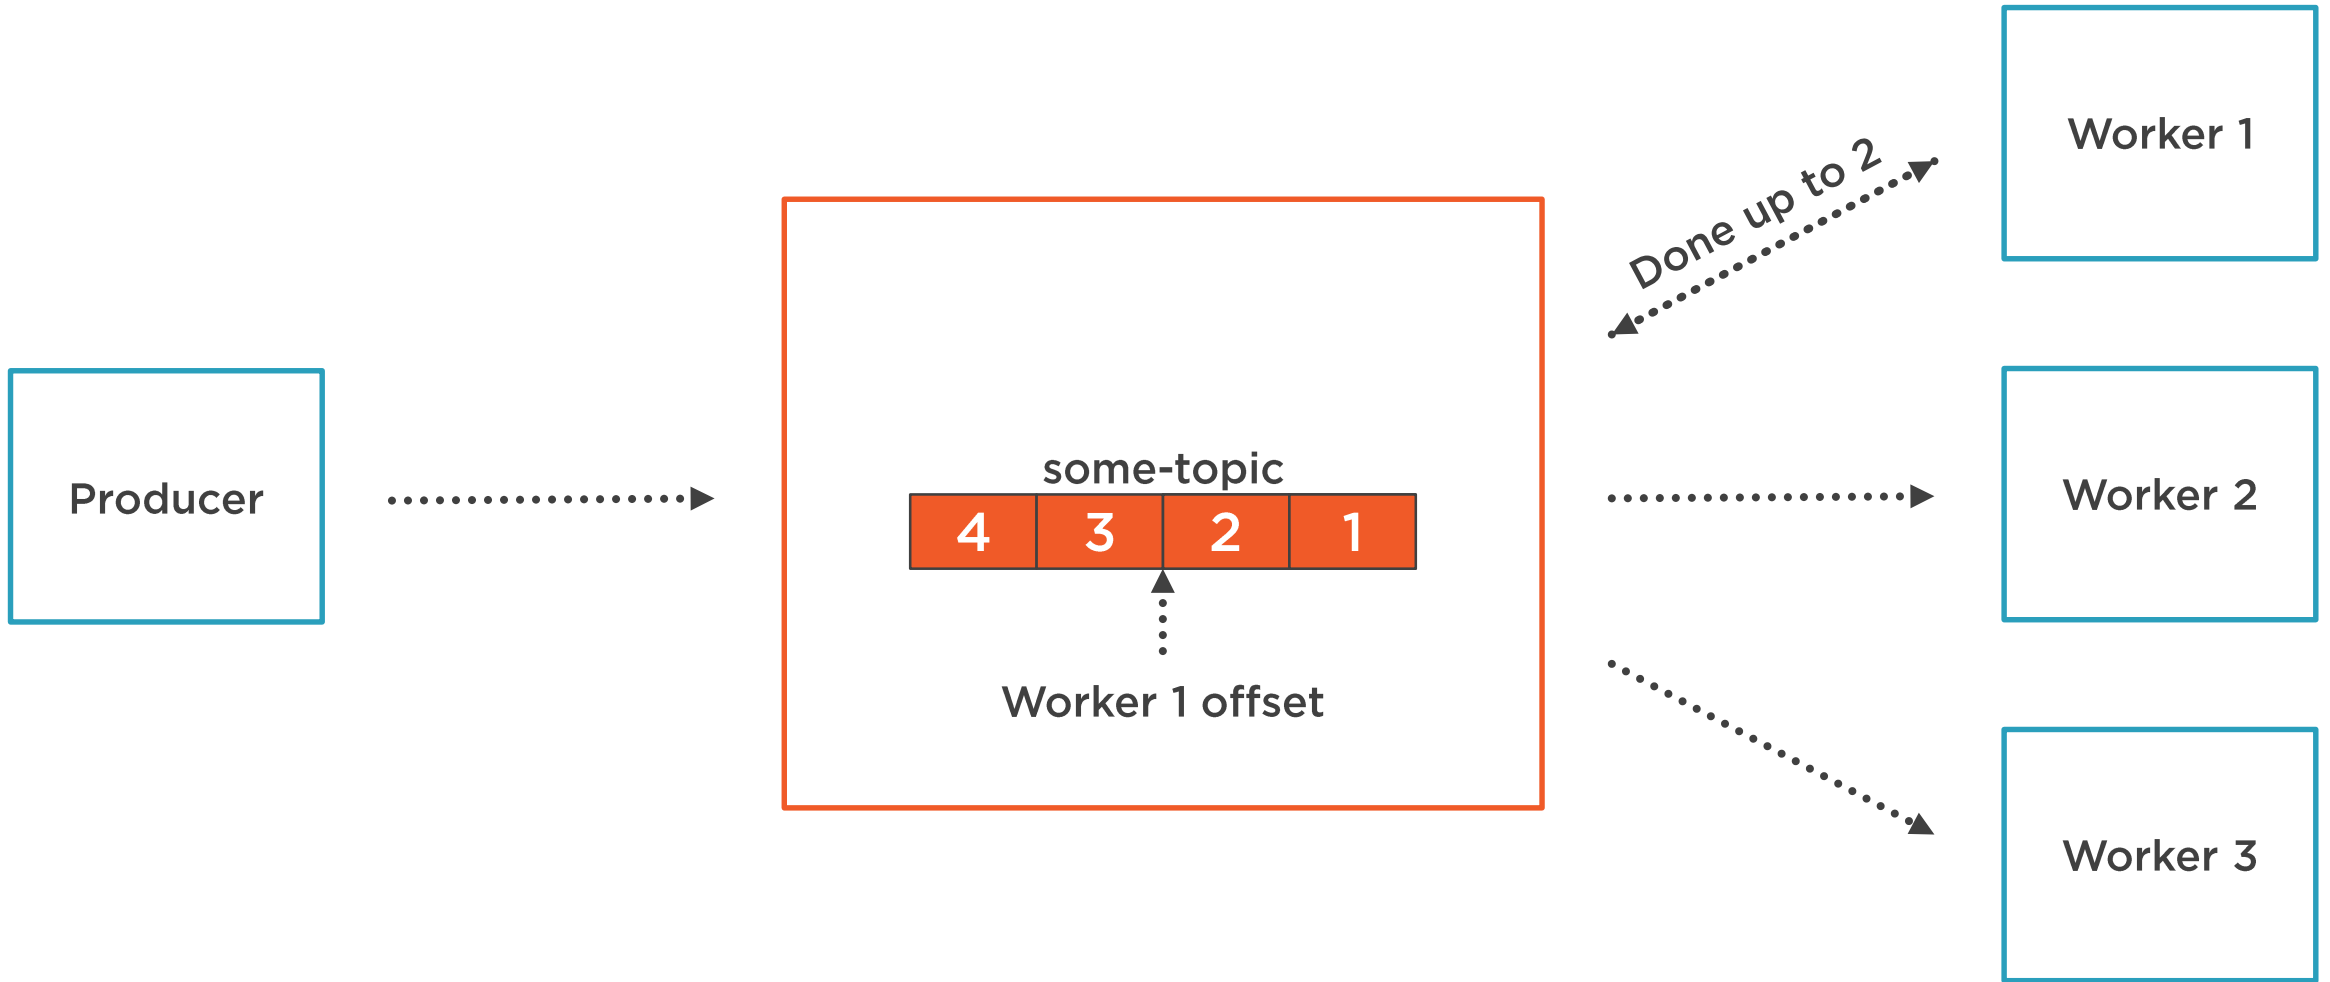 Producer
some-topic
4 3 2 1
Worker 1 offset
Done up to 2
Worker 1
Worker 2
Worker 3